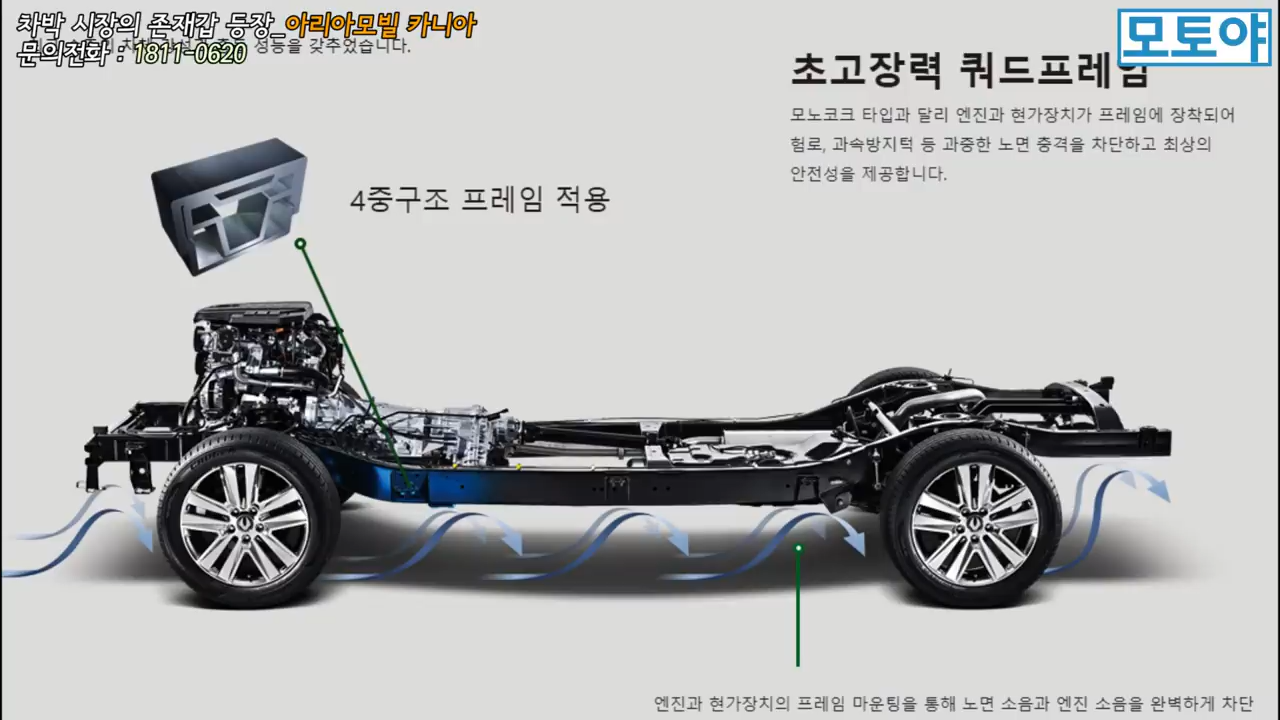 차박 시장의 존재감 등장_아리아모빌 카니아
성능을 갖추었습니다.
문의전화 : 1811-0620
모토야
초고장력 쿼드프레임
모노코크 타입과 달리 엔진과 현가장치가 프레임에 장착되어
험로, 과속방지턱 등 과중한 노면 충격을 차단하고 최상의
안전성을 제공합니다.
4중구조 프레임 적용
엔진과 현가장치의 프레임 마운팅을 통해 노면 소음과 엔진 소음을 완벽하게 차단